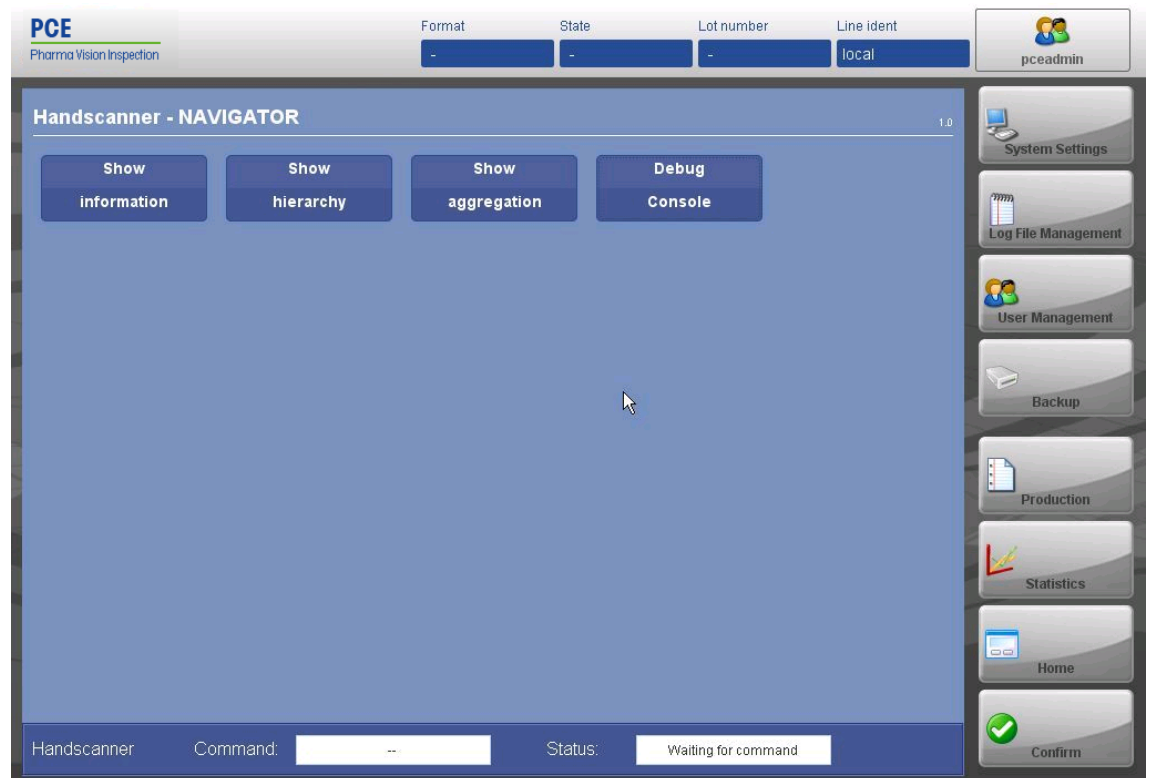 PCE
Pharma Vision Inspection
Format
State
Lot number
Line ident
-
-
-
local
pceadmin
Handscanner - NAVIGATOR
1.0
Show
information
Show
hierarchy
Show
aggregation
Debug
Console
System Settings
Log File Management
User Management
Backup
Production
Statistics
Home
Confirm
Handscanner
Command:
--
Status:
Waiting for command